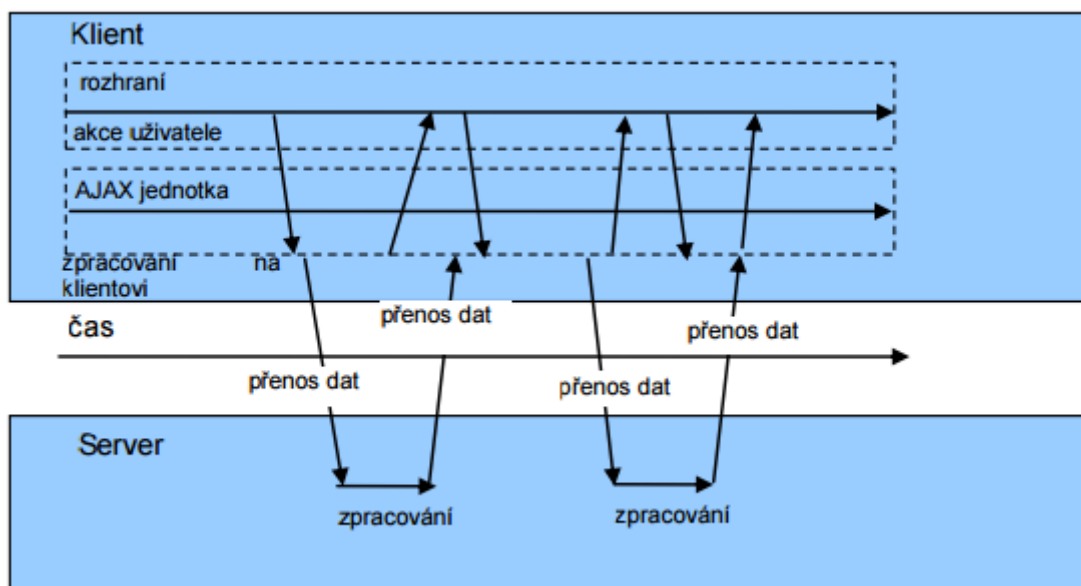 Klient
rozhraní
akce uživatele
AJAX jednotka
zpracování na
klientovi
přenos dat
přenos dat
čas
přenos dat
přenos dat
Server
zpracování
zpracování